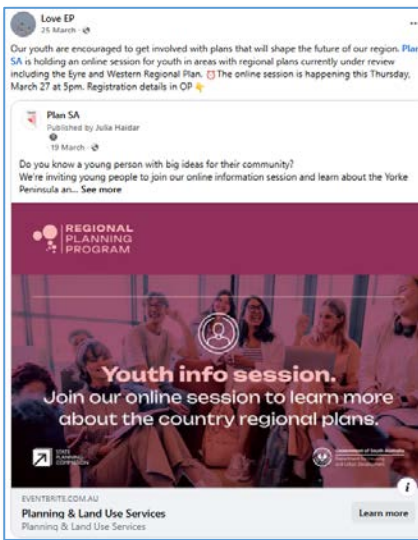 Love EP
25 March ·
Our youth are encouraged to get involved with plans that will shape the future of our region. Plan
SA is holding an online session for youth in areas with regional plans currently under review
including the Eyre and Western Regional Plan. ⏰The online session is happening this Thursday,
March 27 at 5pm. Registration details in OP 👇
Plan SA
Published by Julia Haidar
· 19 March ·
Do you know a young person with big ideas for their community?
We're inviting young people to join our online information session and learn about the Yorke
Peninsula an... See more
REGIONAL
PLANNING
PROGRAM
Youth info session.
Join our online session to learn more
about the country regional plans.
STATE
PLANNING
COMMISSION
Government of South Australia
EVENTBRITE.COM.AU
Planning & Land Use Services
Planning & Land Use Services
Learn more